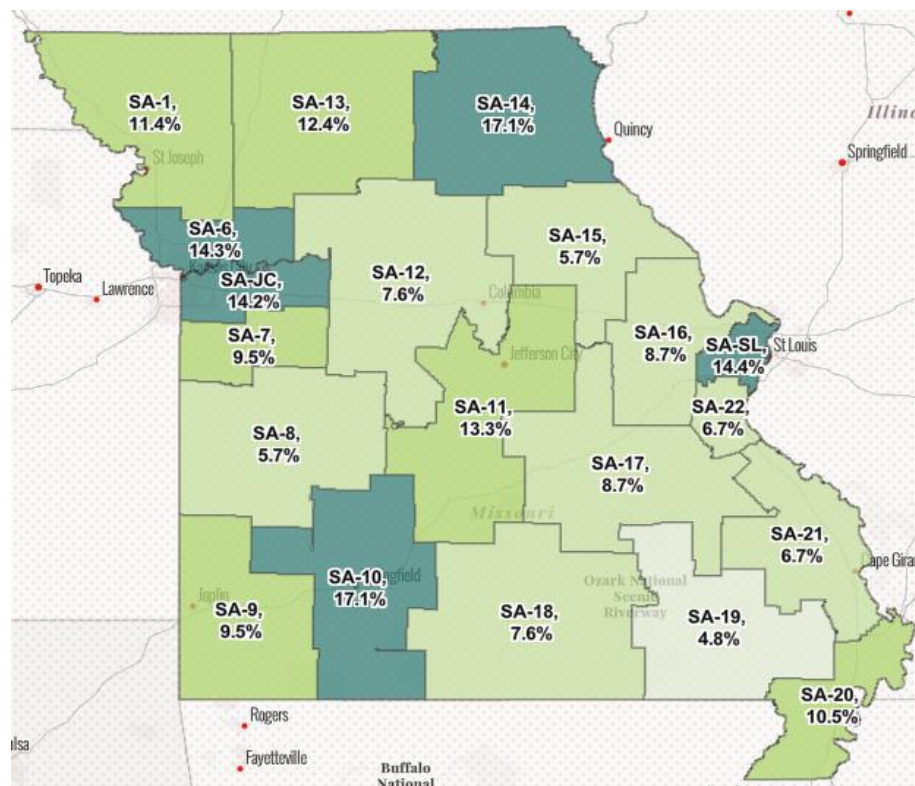 SA-1,
11.4%
SA-13,
12.4%
SA-14,
17.1%
Illino
Quincy
Springfield
St Joseph
SA-6,
14.3%
SA-JC,
14.2%
Topeka
Lawrence
SA-12,
7.6%
Columbia
SA-15,
5.7%
SA-7,
9.5%
SA-16,
8.7%
SA-SL,
14.4%
St Louis
Jefferson City
SA-22,
6.7%
SA-11,
13.3%
SA-8,
5.7%
SA-17,
8.7%
Missouri
SA-21,
6.7%
Cape Girar
SA-10,
17.1%
ngfield
Joplin
SA-9,
9.5%
SA-18,
7.6%
Ozark National
Scenic
Riverway
SA-19,
4.8%
SA-20,
10.5%
Rogers
ulsa
Fayetteville
Buffalo
National